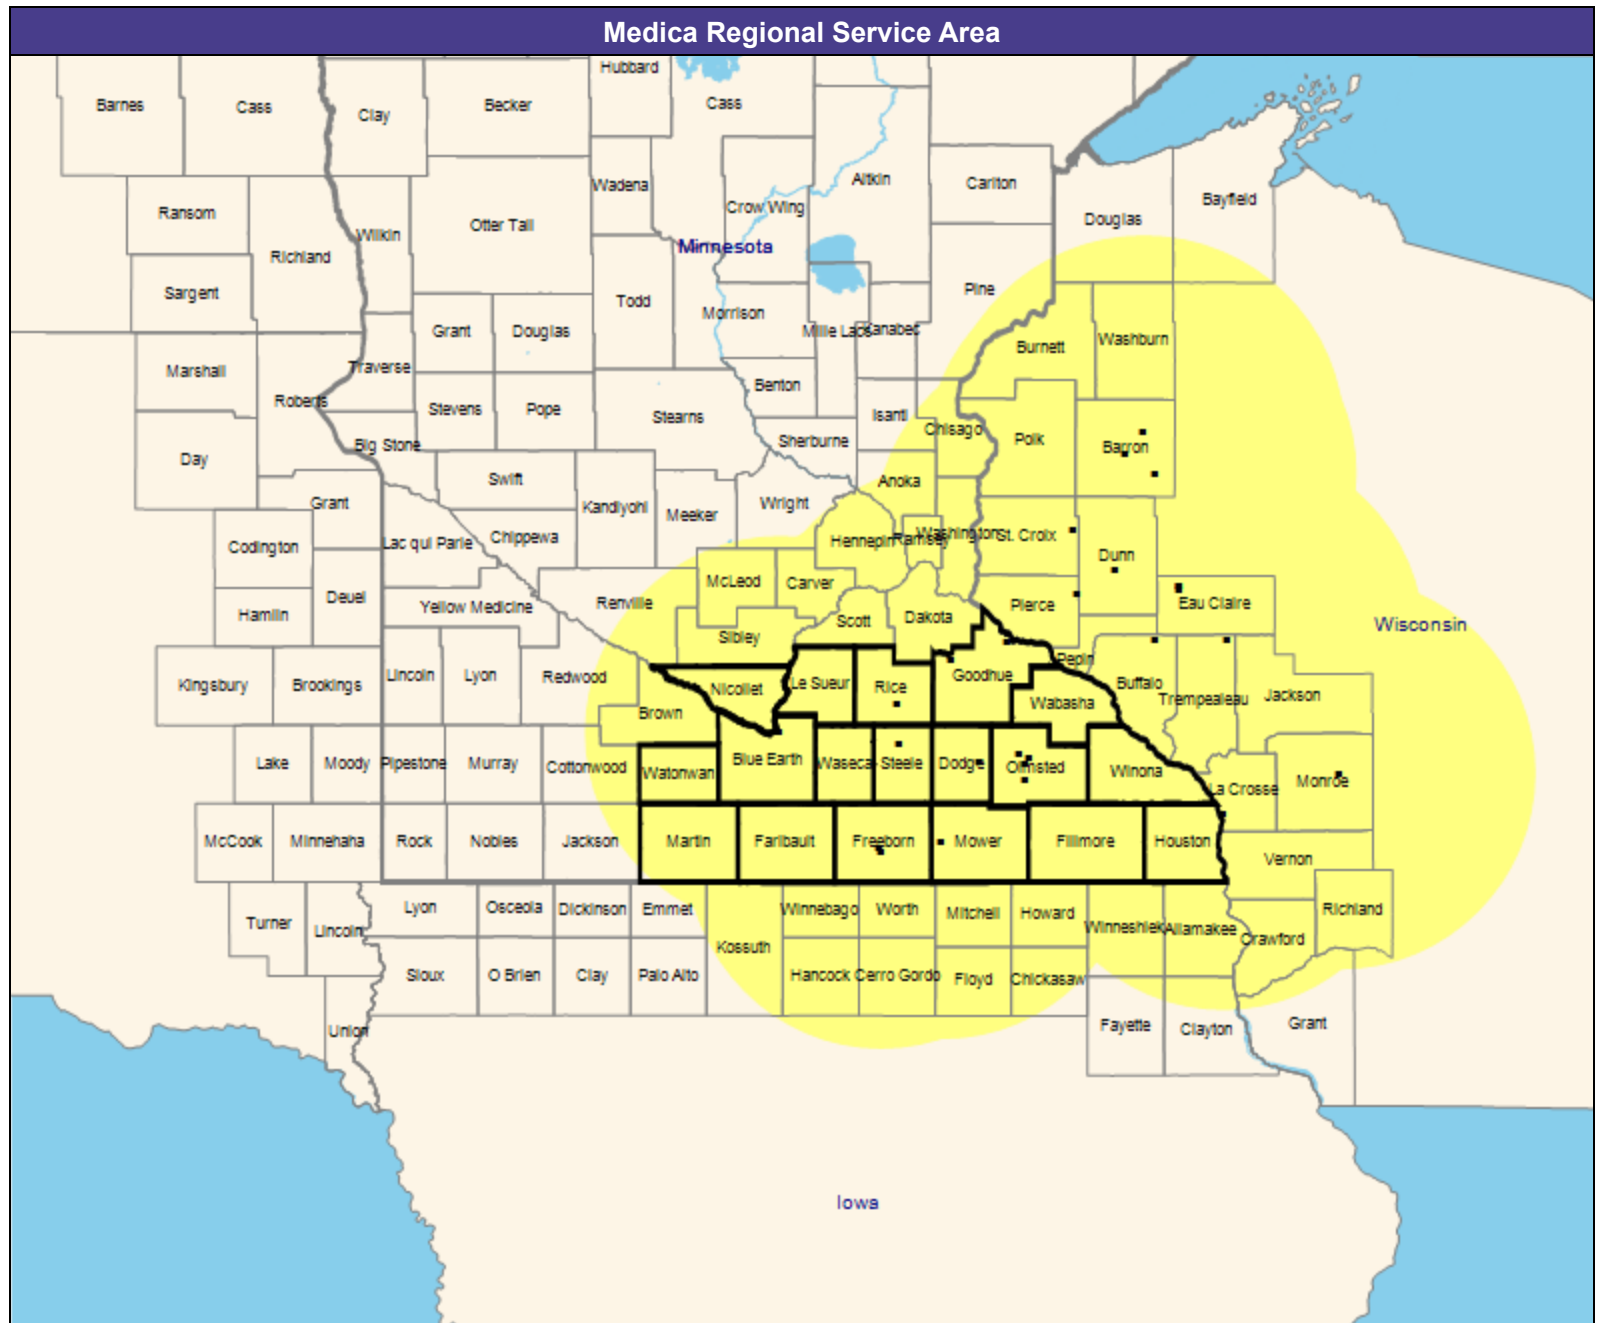 Medica Regional Service Area
Hubbard
Barnes
Cass
Clay
Becker
Cass
Wadena
Aitkin
Carlton
Ransom
Crow Wing
Bayfield
Otter Tail
Douglas
Wilkin
Minnesota
Richland
Sargent
Todd
Pine
Morrison
Grant
Douglas
Mille Lacs
Kanabec
Burnett
Washburn
Marshall
Traverse
Benton
Roberts
Stevens
Pope
Stearns
Isanti
Chisago
Polk
Barron
Big Stone
Sherburne
Day
Swift
Anoka
Grant
Kandiyohi
Meeker
Wright
Codington
Lac qui Parle
Chippewa
Hennepin
Ramsey
Washington
St. Croix
Dunn
McLeod
Carver
Deuel
Yellow Medicine
Renville
Pierce
Eau Claire
Hamlin
Scott
Dakota
Wisconsin
Sibley
Pepin
Kingsbury
Brookings
Lincoln
Lyon
Redwood
Nicollet
Le Sueur
Rice
Goodhue
Buffalo
Trempealeau
Jackson
Brown
Wabasha
Lake
Moody
Pipestone
Murray
Cottonwood
Watonwan
Blue Earth
Waseca
Steele
Dodge
Olmsted
Winona
La Crosse
Monroe
McCook
Minnehaha
Rock
Nobles
Jackson
Martin
Faribault
Freeborn
Mower
Fillmore
Houston
Vernon
Turner
Lincoln
Lyon
Osceola
Dickinson
Emmet
Winnebago
Worth
Mitchell
Howard
Winneshiek
Allamakee
Crawford
Richland
Kossuth
Sioux
O Brien
Clay
Palo Alto
Hancock
Cerro Gordo
Floyd
Chickasaw
Union
Fayette
Clayton
Grant
Iowa